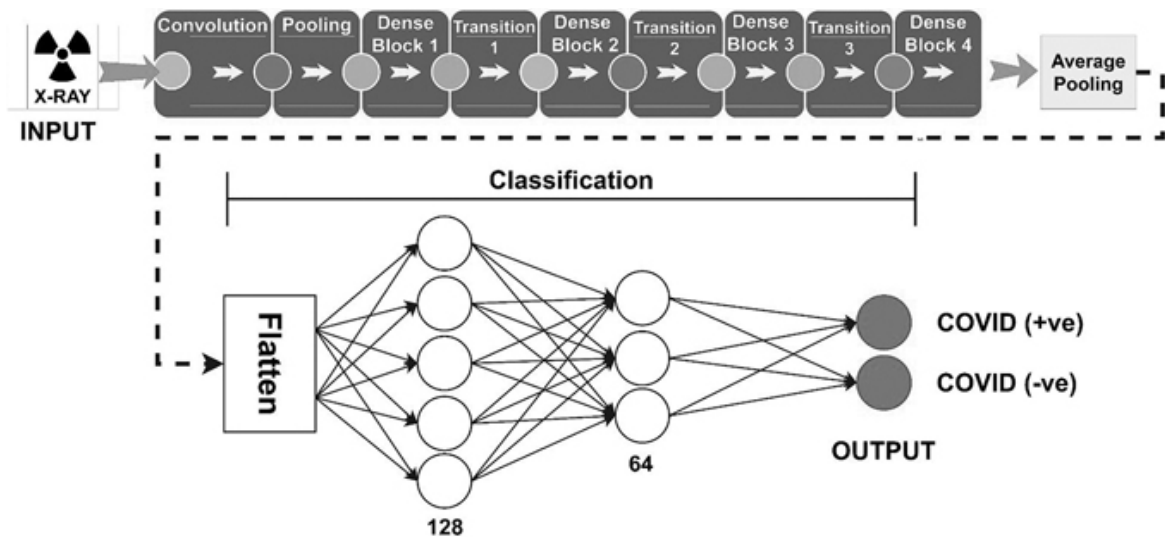 X-RAY
INPUT
Convolution
Pooling
Dense
Block 1
Transition
1
Dense
Block 2
Transition
2
Dense
Block 3
Transition
3
Dense
Block 4
Average
Pooling
Classification
Flatten
128
64
COVID (+ve)
COVID (-ve)
OUTPUT